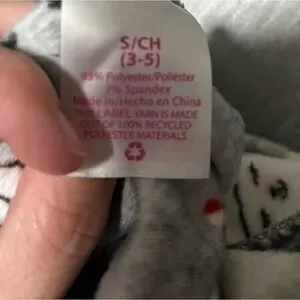 S/CH
(3-5)
93% Polyester/Poliéster
7% Spandex
Made in/Hecho en China
THIS LABEL YARN IS MADE
OUT OF 100% RECYCLED
POLYESTER MATERIALS